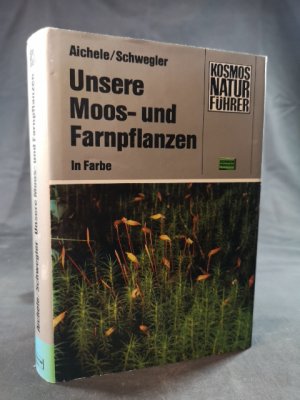 Aichele/Schwegler
Unsere
Moos- und
Farnpflanzen
In Farbe
KOSMOS
NATUR
FÜHRER
Aichele/Schwegler Unsere Moos- und Farnpflanzen